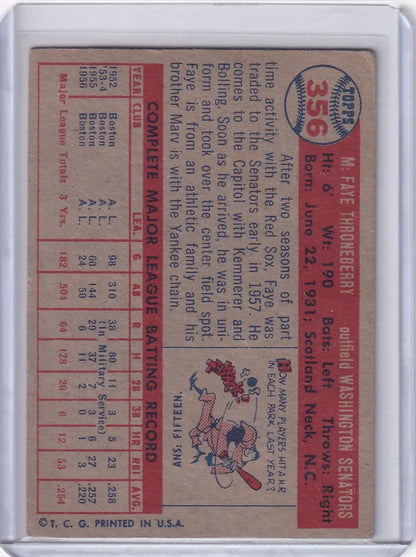 TOPPS
356
M. FAYE THRONEBERRY
outfield WASHINGTON SENATORS
Ht: 6' Wt: 190 Bats: Left Throws: Right
Born: June 22, 1931; Scotland Neck, N.C.
After two seasons of part
time activity with the Red Sox, Faye was
traded to the Senators early in 1957. He
comes to the Capitol with Kemmerer and
Bolling. Soon as he arrived, he was in uni-
form and took over the center field spot.
Faye is from an athletic family and his
brother Marv is with the Yankee chain.
HOW MANY PLAYERS HIT A H.R.
IN EACH PARK LAST YEAR?
ANS: FIFTEEN.
COMPLETE MAJOR LEAGUE BATTING RECORD
YEAR CLUB LEA. G AB R H 2B 3B HR RBI AVG.
1952 Boston A. L. 98 310 38 80 11 3 5 23 .258
'53-4 Boston (In Military Service)
1955 Boston A. L. 60 144 20 37 7 3 6 27 .257
1956 Boston A. L. 24 50 6 11 2 0 1 3 .220
Major League Totals 3 Yrs. 182 504 64 128 20 6 12 53 .254
© T. C. G. PRINTED IN U.S.A.